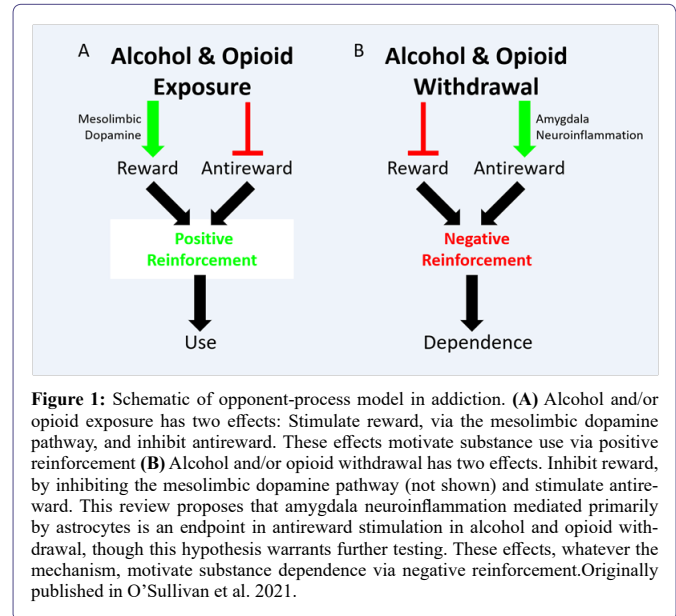 A Alcohol & Opioid
Exposure
Mesolimbic
Dopamine
Reward Antireward
Positive
Reinforcement
Use
B Alcohol & Opioid
Withdrawal
Amygdala
Neuroinflammation
Reward Antireward
Negative
Reinforcement
Dependence
Figure 1: Schematic of opponent-process model in addiction. (A) Alcohol and/or
opioid exposure has two effects: Stimulate reward, via the mesolimbic dopamine
pathway, and inhibit antireward. These effects motivate substance use via positive
reinforcement (B) Alcohol and/or opioid withdrawal has two effects. Inhibit reward,
by inhibiting the mesolimbic dopamine pathway (not shown) and stimulate antire-
ward. This review proposes that amygdala neuroinflammation mediated primarily
by astrocytes is an endpoint in antireward stimulation in alcohol and opioid with-
drawal, though this hypothesis warrants further testing. These effects, whatever the
mechanism, motivate substance dependence via negative reinforcement.Originally
published in O’Sullivan et al. 2021.